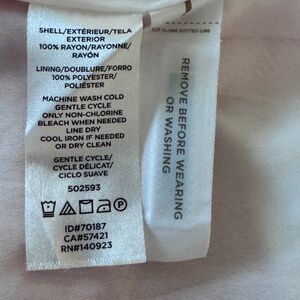 SHELL/EXTÉRIEUR/TELA
EXTERIOR
100% RAYON/RAYONNE/
RAYÓN
LINING/DOUBLURE/FORRO
100% POLYESTER/
POLIÉSTER
MACHINE WASH COLD
GENTLE CYCLE
ONLY NON-CHLORINE
BLEACH WHEN NEEDED
LINE DRY
COOL IRON IF NEEDED
OR DRY CLEAN
GENTLE CYCLE/
CYCLE DÉLICAT/
CICLO SUAVE
502593
P
ID#70187
CA#57421
RN#140923
CUT ALONG DOTTED LINE
REMOVE BEFORE WEARING
OR WASHING